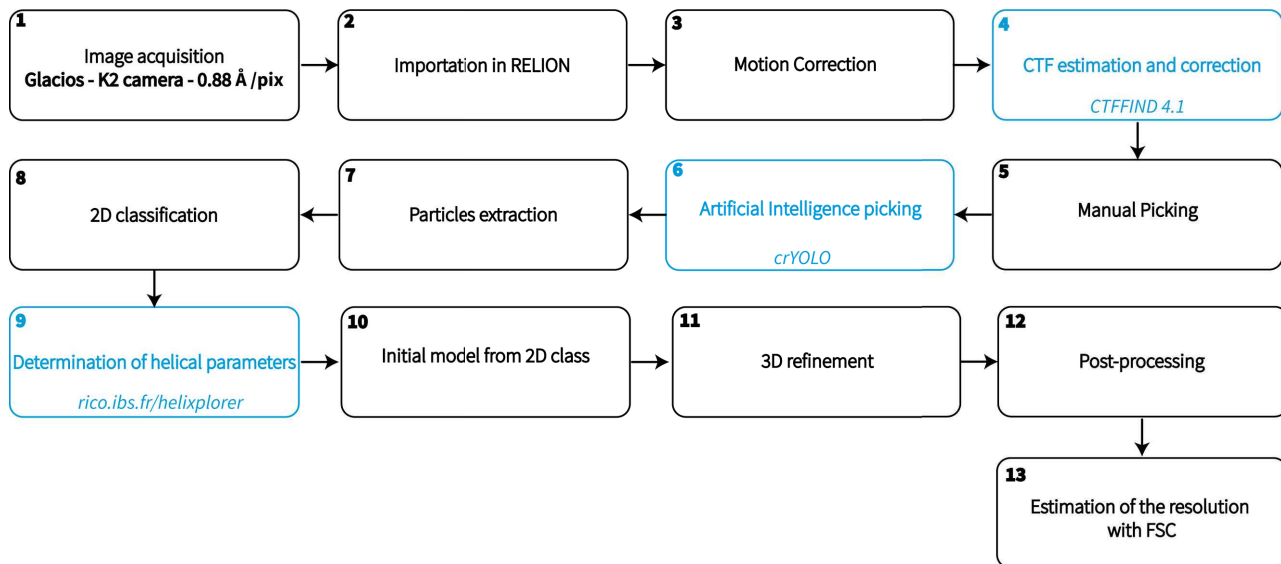 1
Image acquisition
Glacios - K2 camera - 0.88 Å /pix
2
Importation in RELION
3
Motion Correction
4
CTF estimation and correction
CTFFIND 4.1
5
Manual Picking
6
Artificial Intelligence picking
crYOLO
7
Particles extraction
8
2D classification
9
Determination of helical parameters
rico.ibs.fr/helixplorer
10
Initial model from 2D class
11
3D refinement
12
Post-processing
13
Estimation of the resolution
with FSC